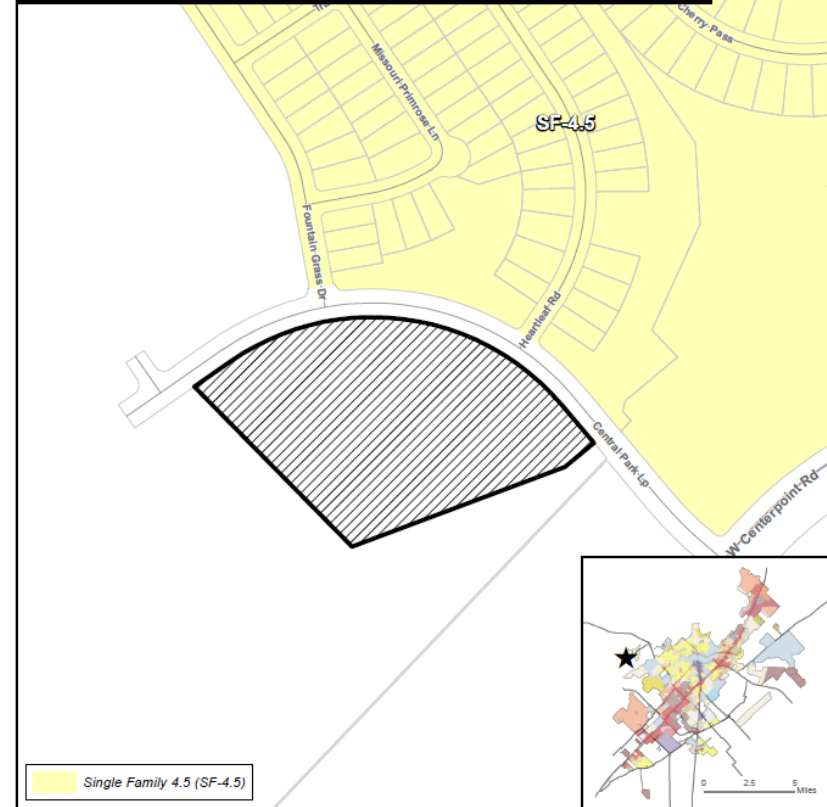 Cherry Pass
Missouri Primrose Ln
SF-4.5
Fountain Grass Dr
Heartleaf Rd
Central Park Lp
W Centerpoint Rd
Single Family 4.5 (SF-4.5)
0 2.5 5
Miles